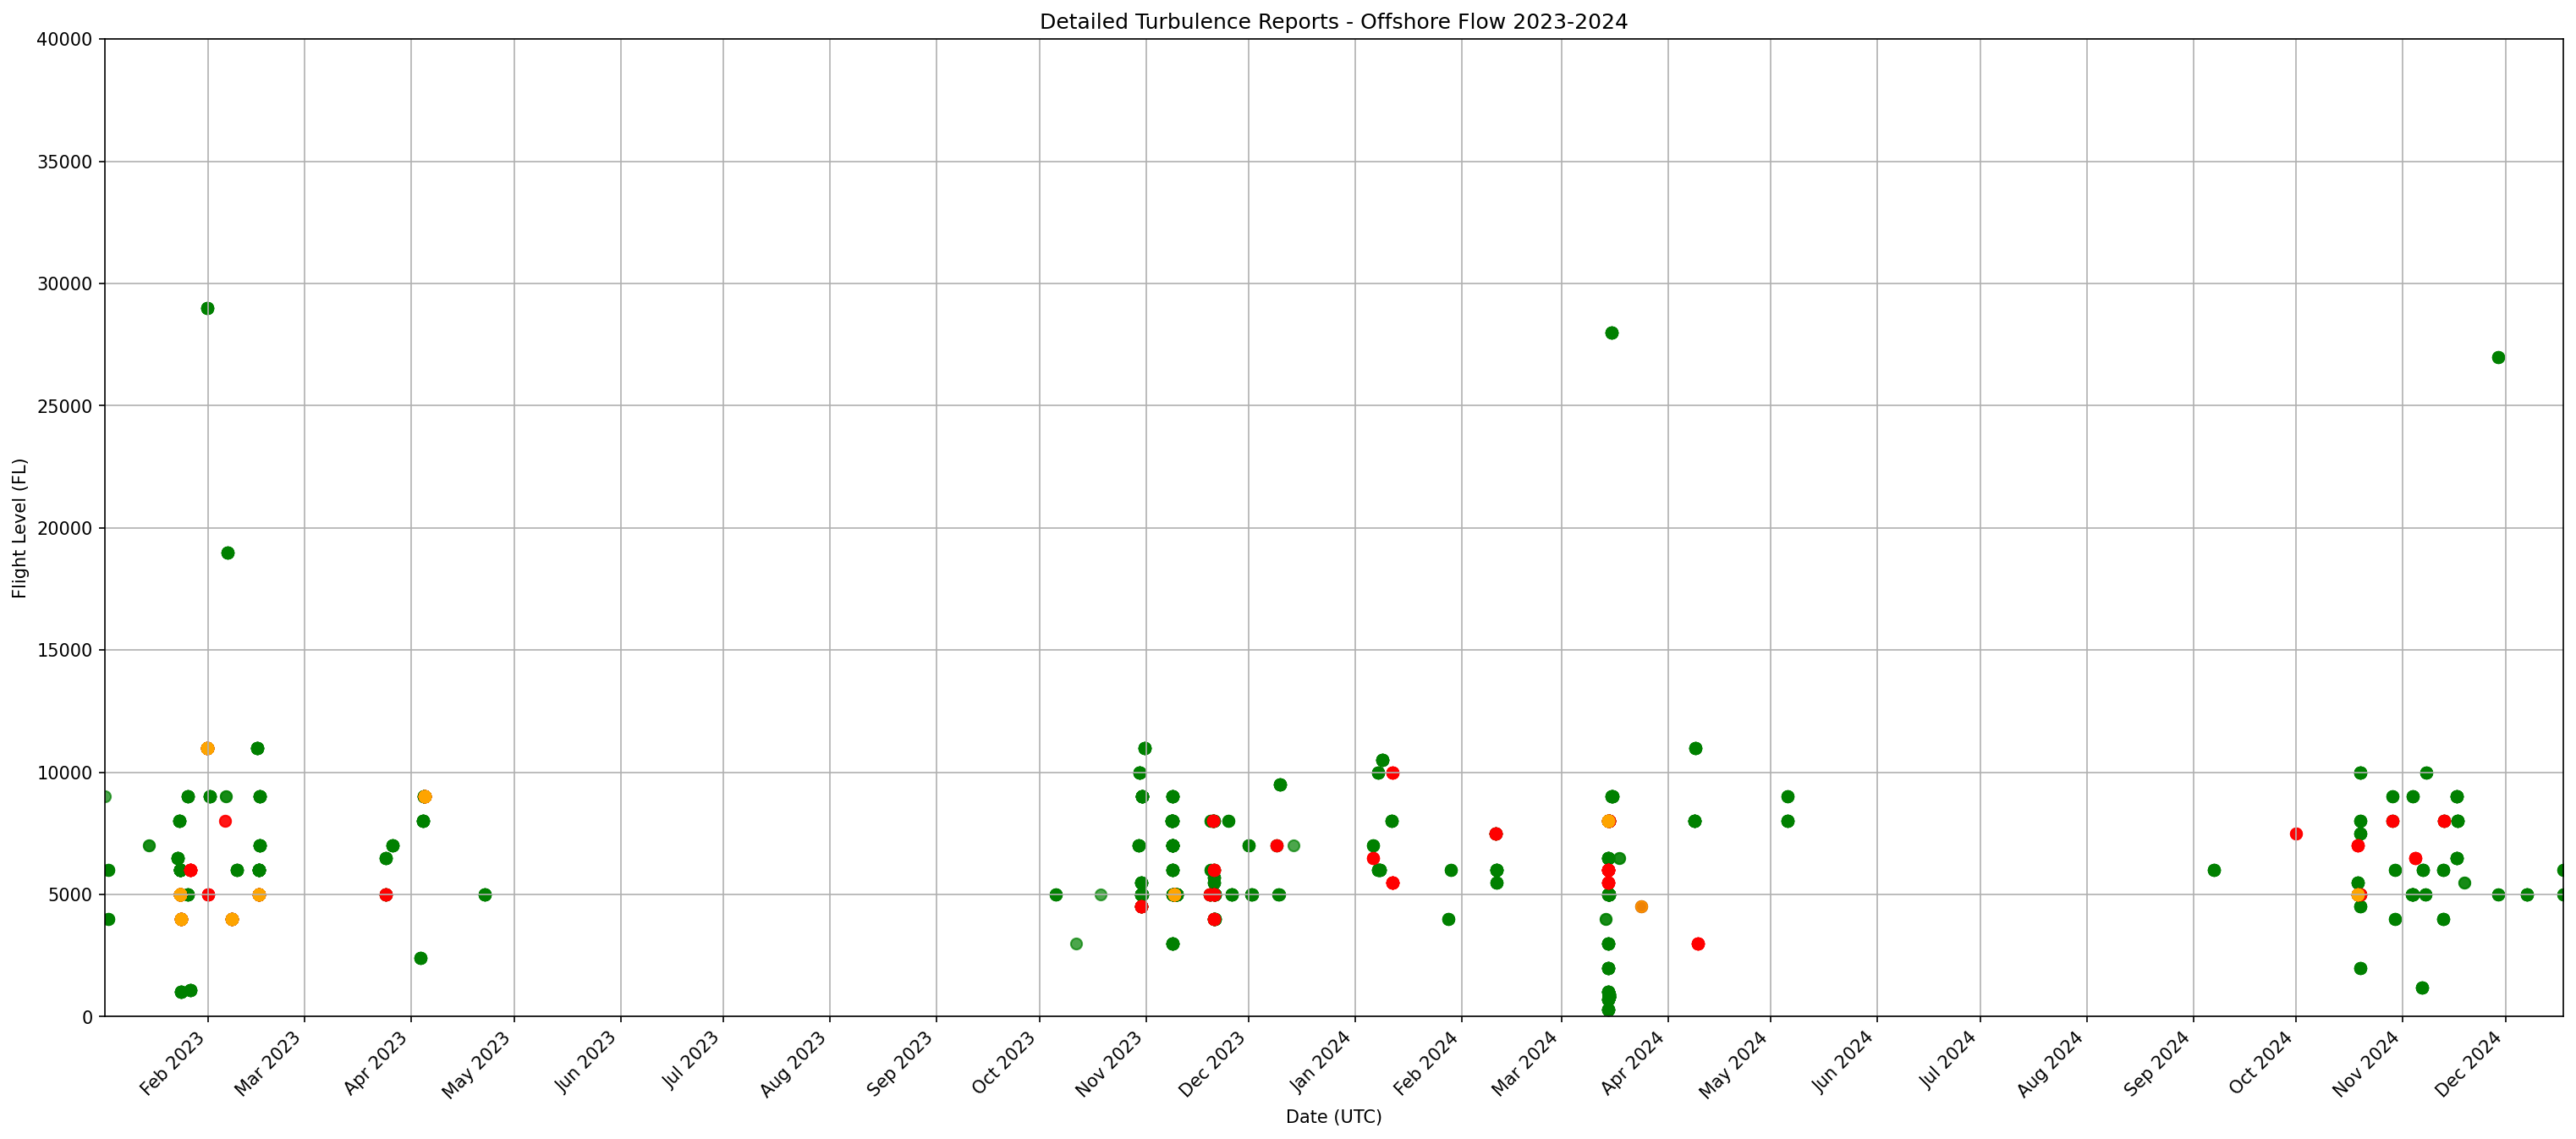 Detailed Turbulence Reports - Offshore Flow 2023-2024
40000
35000
30000
25000
20000
15000
10000
5000
0
Flight Level (FL)
Feb 2023
Mar 2023
Apr 2023
May 2023
Jun 2023
Jul 2023
Aug 2023
Sep 2023
Oct 2023
Nov 2023
Dec 2023
Jan 2024
Feb 2024
Mar 2024
Apr 2024
May 2024
Jun 2024
Jul 2024
Aug 2024
Sep 2024
Oct 2024
Nov 2024
Dec 2024
Date (UTC)